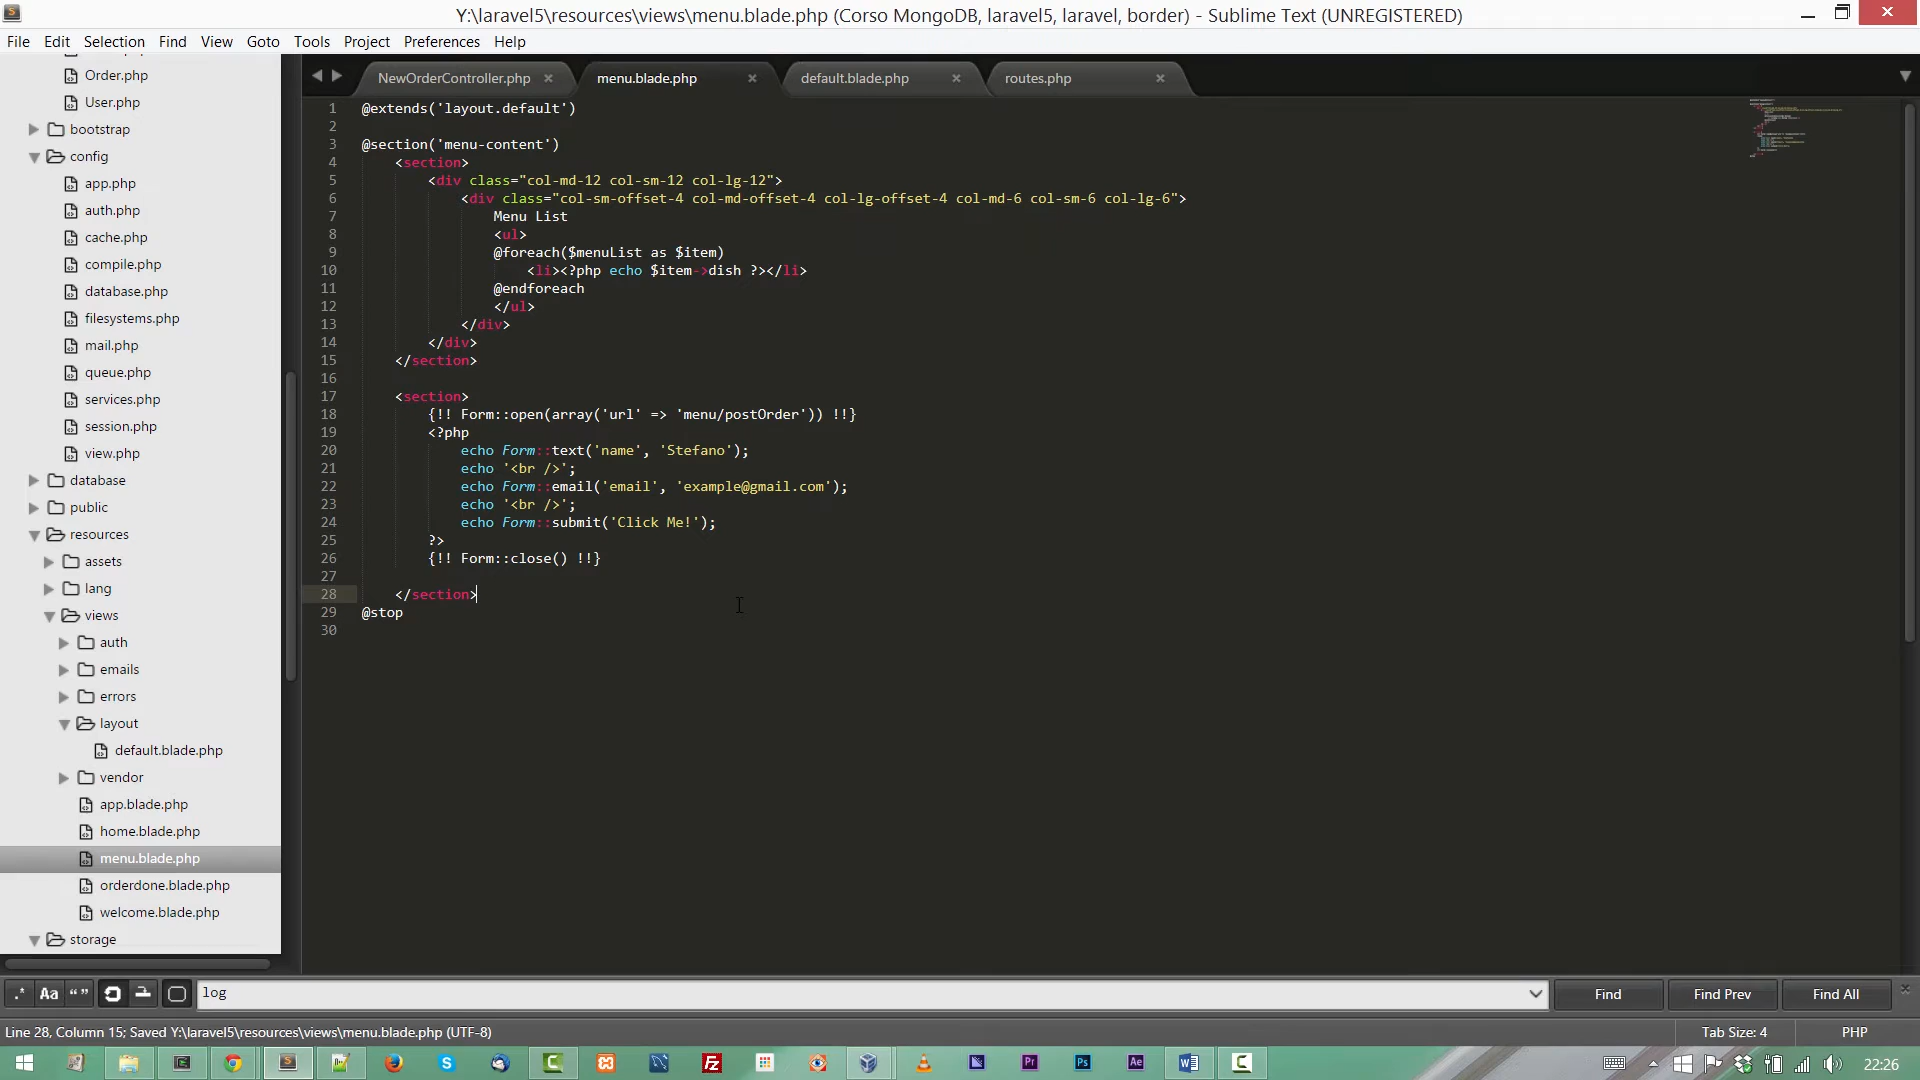 Y:\laravel5\resources\views\menu.blade.php (Corso MongoDB, laravel5, laravel, border) - Sublime Text (UNREGISTERED)
File Edit Selection Find View Goto Tools Project Preferences Help
Order.php
User.php
bootstrap
config
app.php
auth.php
cache.php
compile.php
database.php
filesystems.php
mail.php
queue.php
services.php
session.php
view.php
database
public
resources
assets
lang
views
auth
emails
errors
layout
default.blade.php
vendor
app.blade.php
home.blade.php
menu.blade.php
orderdone.blade.php
welcome.blade.php
storage
NewOrderController.php menu.blade.php default.blade.php routes.php
1 @extends('layout.default')
2
3 @section('menu-content')
4 <section>
5 <div class="col-md-12 col-sm-12 col-lg-12">
6 <div class="col-sm-offset-4 col-md-offset-4 col-lg-offset-4 col-md-6 col-sm-6 col-lg-6">
7 Menu List
8 <ul>
9 @foreach($menuList as $item)
10 <li><?php echo $item->dish ?></li>
11 @endforeach
12 </ul>
13 </div>
14 </div>
15 </section>
16
17 <section>
18 {!! Form::open(array('url' => 'menu/postOrder')) !!}
19 <?php
20 echo Form::text('name', 'Stefano');
21 echo '<br />';
22 echo Form::email('email', 'example@gmail.com');
23 echo '<br />';
24 echo Form::submit('Click Me!');
25 ?>
26 {!! Form::close() !!}
27
28 </section>
29 @stop
30
.* Aa “ ” log Find Find Prev Find All
Line 28, Column 15; Saved Y:\laravel5\resources\views\menu.blade.php (UTF-8) Tab Size: 4 PHP
22:26